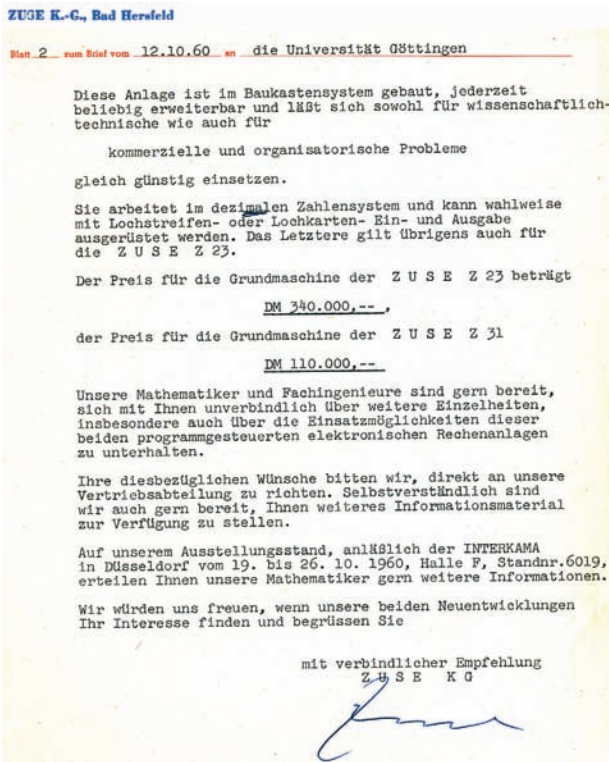 ZUSE K.-G., Bad Hersfeld
Blatt 2 zum Brief vom 12.10.60 an die Universität Göttingen
Diese Anlage ist im Baukastensystem gebaut, jederzeit
beliebig erweiterbar und läßt sich sowohl für wissenschaftlich-
technische wie auch für
kommerzielle und organisatorische Probleme
gleich günstig einsetzen.
Sie arbeitet im dezimalen Zahlensystem und kann wahlweise
mit Lochstreifen- oder Lochkarten- Ein- und Ausgabe
ausgerüstet werden. Das Letztere gilt übrigens auch für
die Z U S E Z 23.
Der Preis für die Grundmaschine der Z U S E Z 23 beträgt
DM 340.000,-- ,
der Preis für die Grundmaschine der Z U S E Z 31
DM 110.000,--
Unsere Mathematiker und Fachingenieure sind gern bereit,
sich mit Ihnen unverbindlich über weitere Einzelheiten,
insbesondere auch über die Einsatzmöglichkeiten dieser
beiden programmgesteuerten elektronischen Rechenanlagen
zu unterhalten.
Ihre diesbezüglichen Wünsche bitten wir, direkt an unsere
Vertriebsabteilung zu richten. Selbstverständlich sind
wir auch gern bereit, Ihnen weiteres Informationsmaterial
zur Verfügung zu stellen.
Auf unserem Ausstellungsstand, anläßlich der INTERKAMA
in Düsseldorf vom 19. bis 26. 10. 1960, Halle F, Standnr.6019,
erteilen Ihnen unsere Mathematiker gern weitere Informationen.
Wir würden uns freuen, wenn unsere beiden Neuentwicklungen
Ihr Interesse finden und begrüssen Sie
mit verbindlicher Empfehlung
Z U S E K G